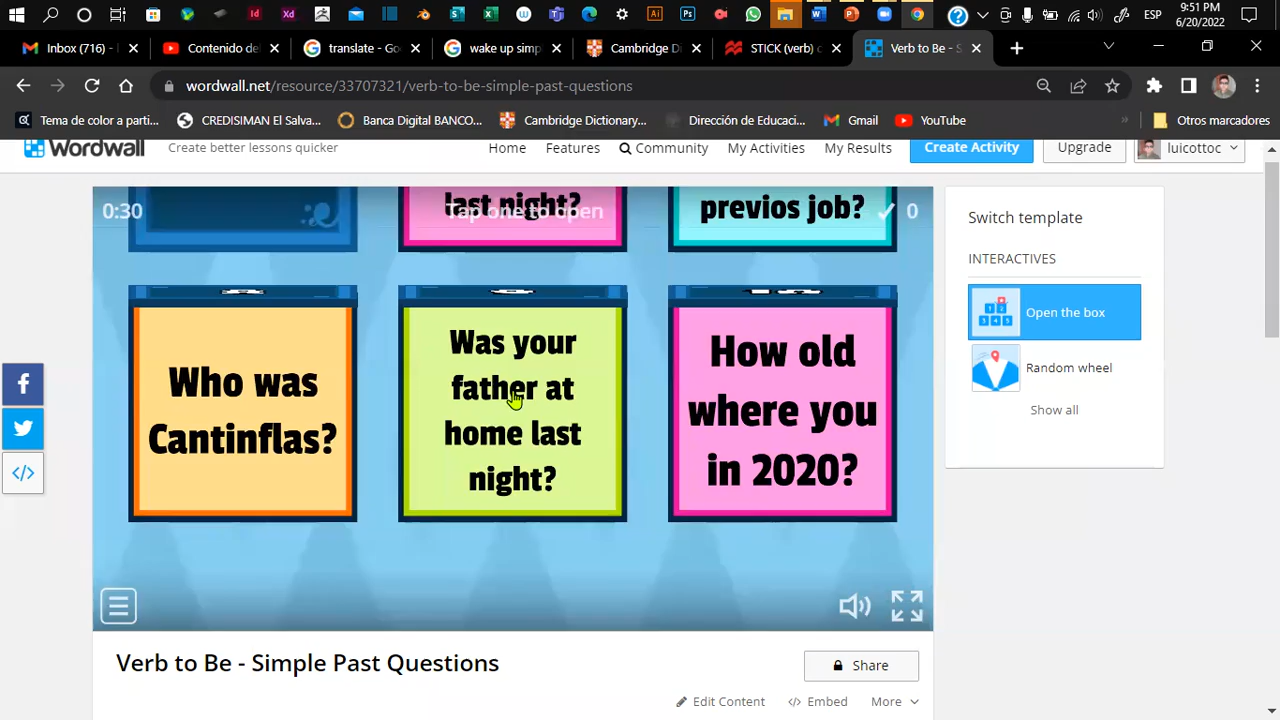 9:51 PM
ESP
6/20/2022
Inbox (716) -
Contenido de
translate - Go
wake up simp
Cambridge Di
STICK (verb) c
Verb to Be - S
wordwall.net/resource/33707321/verb-to-be-simple-past-questions
Tema de color a parti...
CREDISIMAN El Salva...
Banca Digital BANCO...
Cambridge Dictionary...
Dirección de Educaci...
Gmail
YouTube
Otros marcadores
Wordwall
Create better lessons quicker
Home
Features
Community
My Activities
My Results
Create Activity
Upgrade
luicottoc
0:30
last night?
Tap one to open
previos job?
0
Who was
Cantinflas?
Was your
father at
home last
night?
How old
where you
in 2020?
Switch template
INTERACTIVES
Open the box
Random wheel
Show all
Verb to Be - Simple Past Questions
Share
Edit Content
Embed
More